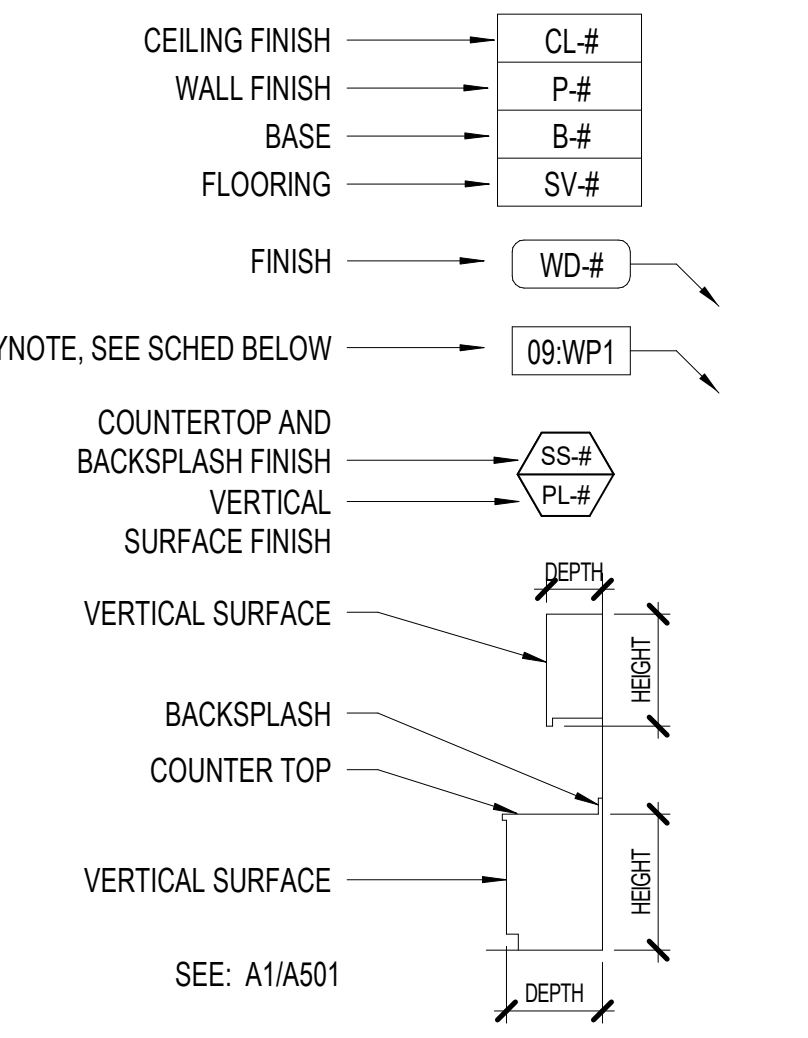 CEILING FINISH CL-#
WALL FINISH P-#
BASE B-#
FLOORING SV-#
FINISH WD-#
YNOTE, SEE SCHED BELOW 09:WP1
COUNTERTOP AND
BACKSPLASH FINISH SS-#
VERTICAL PL-#
SURFACE FINISH
DEPTH
VERTICAL SURFACE
HEIGHT
BACKSPLASH
COUNTER TOP
VERTICAL SURFACE
HEIGHT
SEE: A1/A501
DEPTH